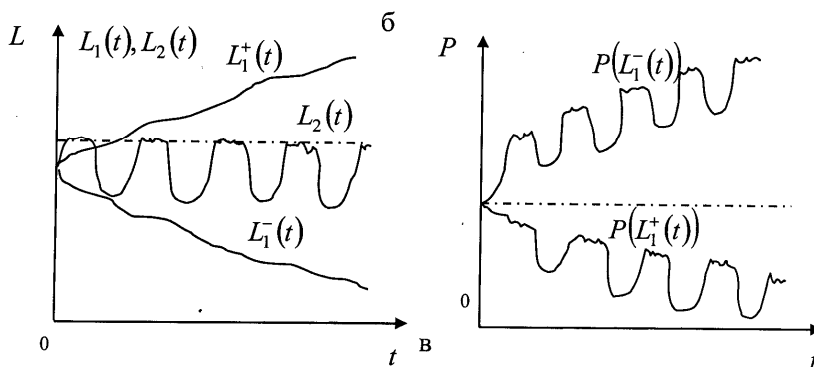 б
L
L₁(t), L₂(t)
L₁⁺(t)
P
P(L₁⁻(t))
L₂(t)
L₁⁻(t)
P(L₁⁺(t))
0
0
t
в